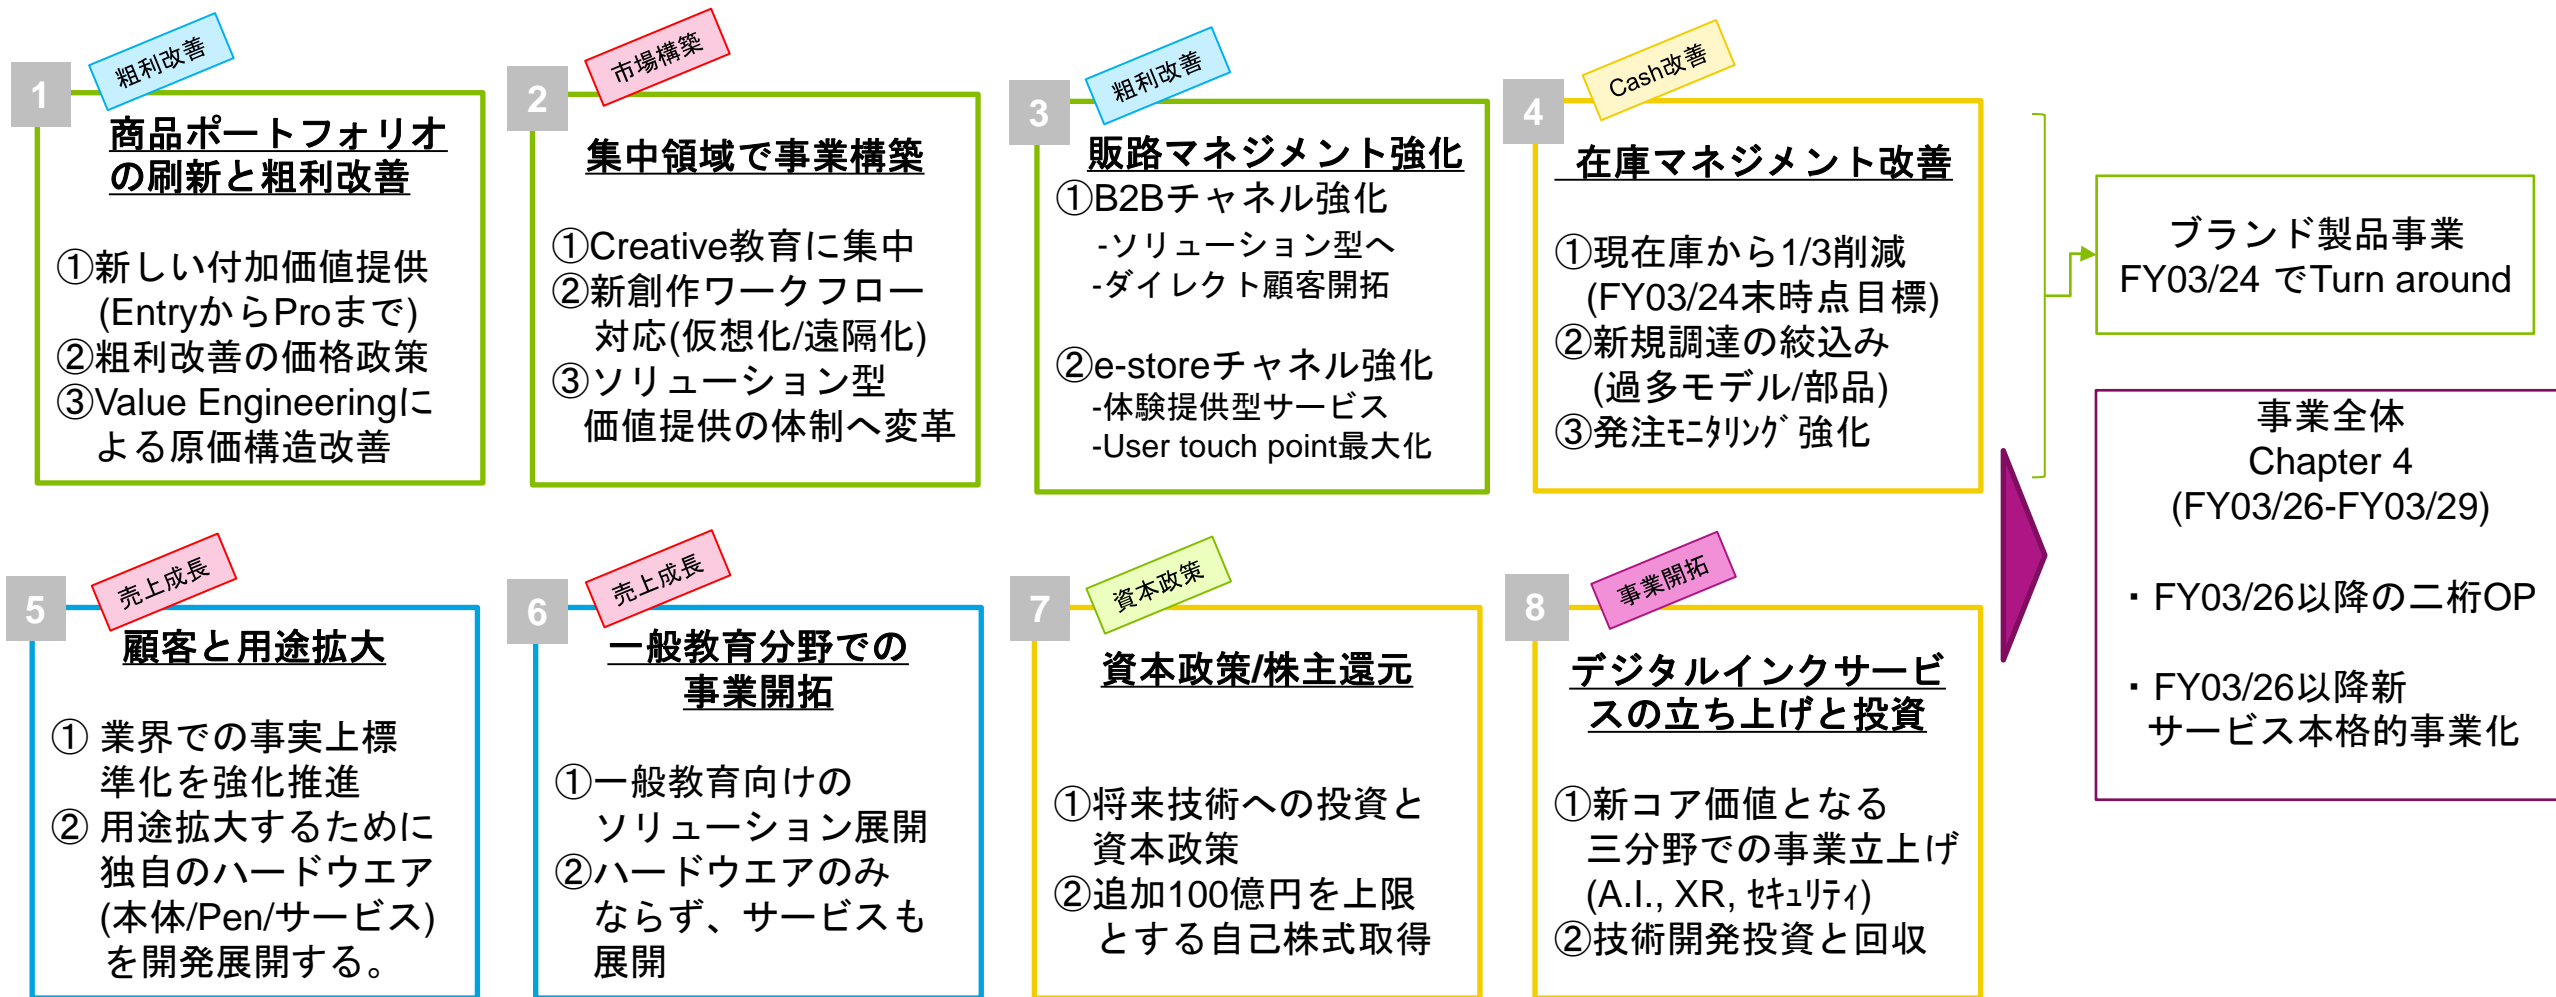 1
粗利改善
商品ポートフォリオ
の刷新と粗利改善
①新しい付加価値提供
(EntryからProまで)
②粗利改善の価格政策
③Value Engineeringに
よる原価構造改善
2
市場構築
集中領域で事業構築
①Creative教育に集中
②新創作ワークフロー
対応(仮想化/遠隔化)
③ソリューション型
価値提供の体制へ変革
3
粗利改善
販路マネジメント強化
①B2Bチャネル強化
-ソリューション型へ
-ダイレクト顧客開拓
②e-storeチャネル強化
-体験提供型サービス
-User touch point最大化
4
Cash改善
在庫マネジメント改善
①現在庫から1/3削減
(FY03/24末時点目標)
②新規調達の絞込み
(過多モデル/部品)
③発注ﾓﾆﾀﾘﾝｸﾞ強化
ブランド製品事業
FY03/24 でTurn around
5
売上成長
顧客と用途拡大
① 業界での事実上標
準化を強化推進
② 用途拡大するために
独自のハードウエア
(本体/Pen/サービス)
を開発展開する。
6
売上成長
一般教育分野での
事業開拓
①一般教育向けの
ソリューション展開
②ハードウエアのみ
ならず、サービスも
展開
7
資本政策
資本政策/株主還元
①将来技術への投資と
資本政策
②追加100億円を上限
とする自己株式取得
8
事業開拓
デジタルインクサービ
スの立ち上げと投資
①新コア価値となる
三分野での事業立上げ
(A.I., XR, ｾｷｭﾘﾃｨ)
②技術開発投資と回収
事業全体
Chapter 4
(FY03/26-FY03/29)
・FY03/26以降の二桁OP
・FY03/26以降新
サービス本格的事業化